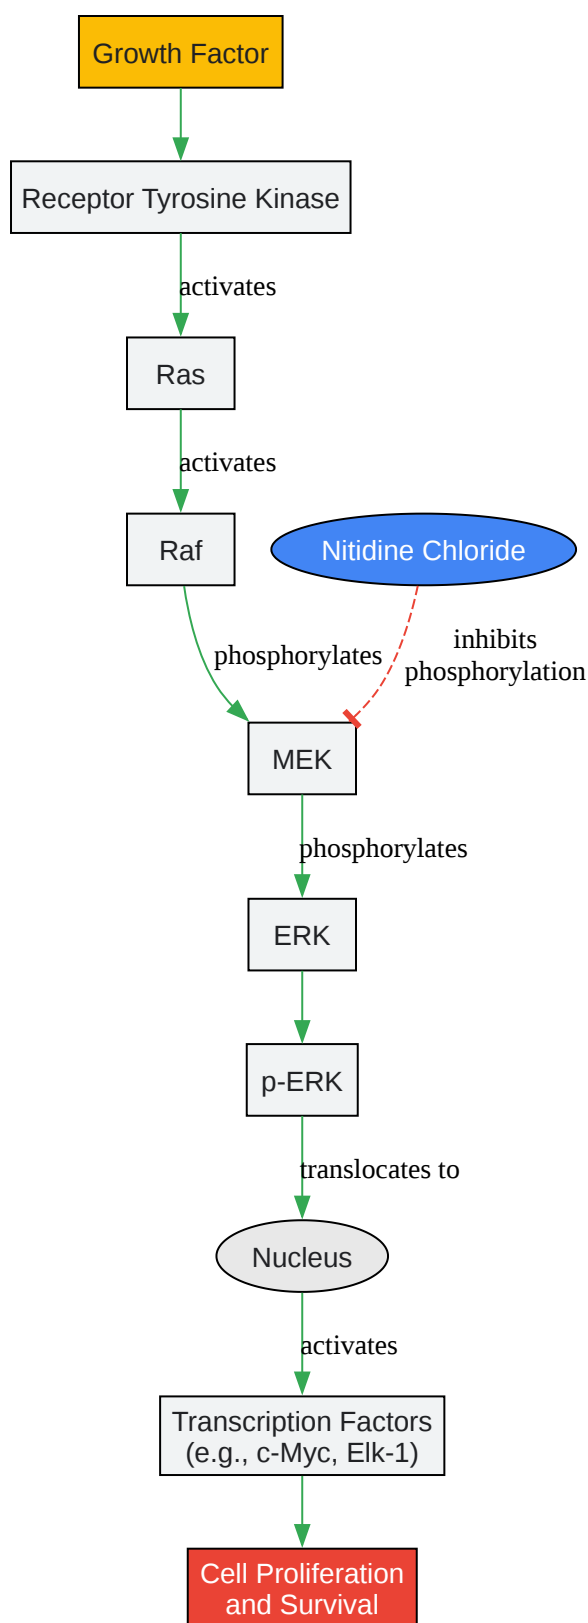 Growth Factor
Receptor Tyrosine Kinase
activates
Ras
activates
Raf
Nitidine Chloride
phosphorylates
inhibits
phosphorylation
MEK
phosphorylates
ERK
p-ERK
translocates to
Nucleus
activates
Transcription Factors
(e.g., c-Myc, Elk-1)
Cell Proliferation
and Survival